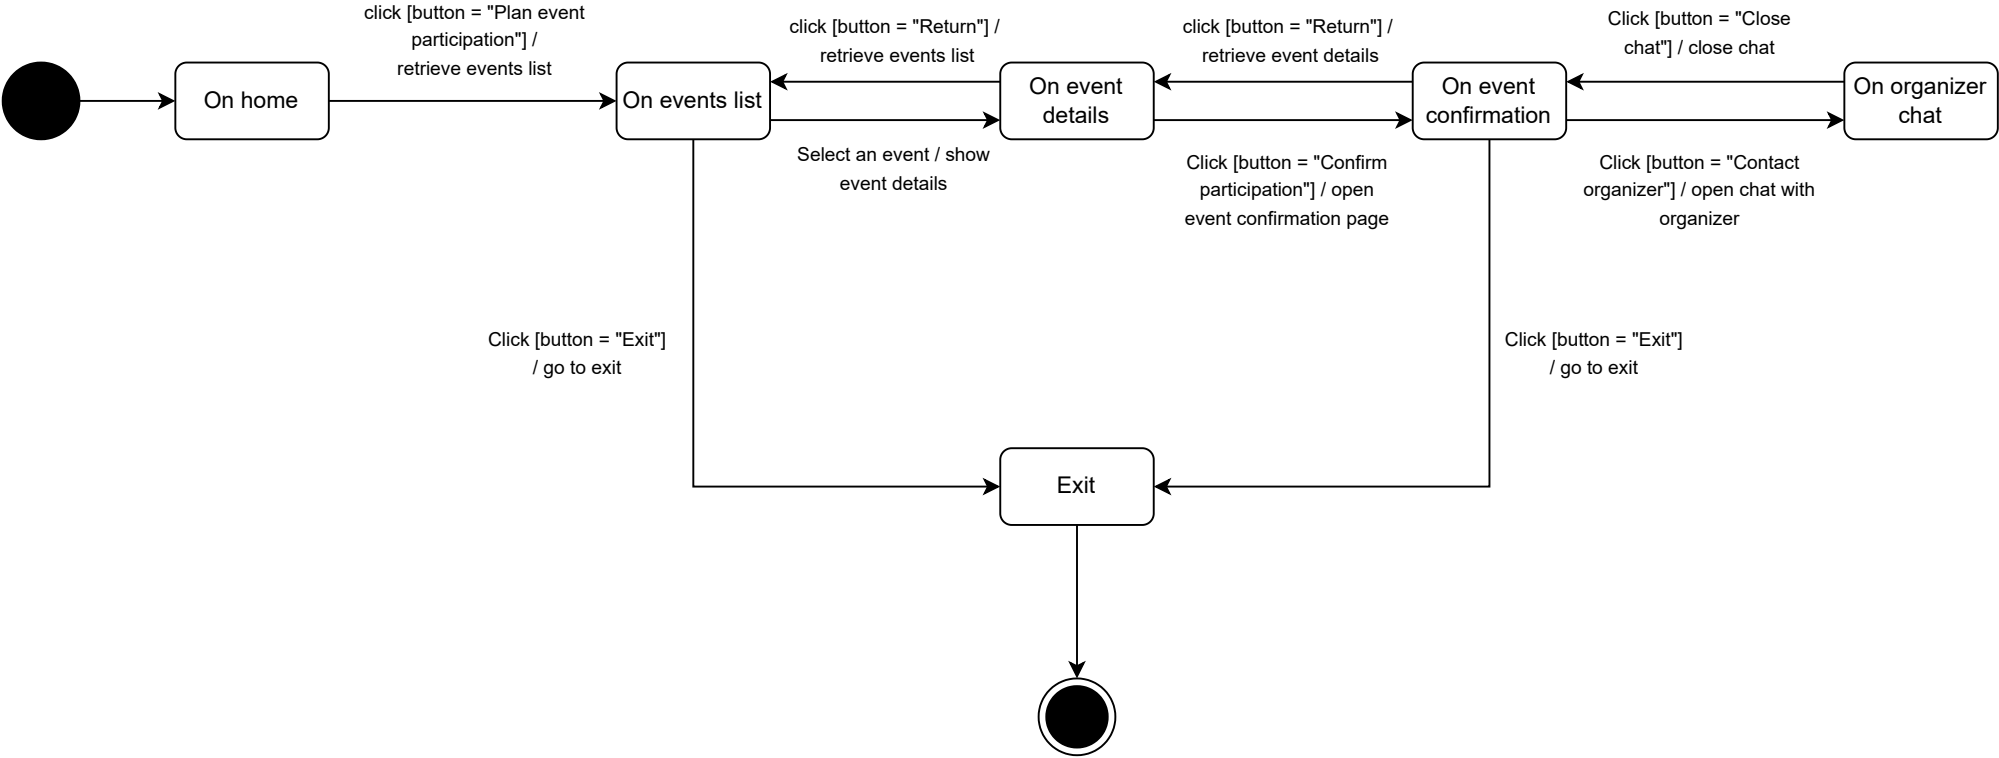 click [button = "Plan event
participation"] /
retrieve events list
click [button = "Return"] /
retrieve events list
click [button = "Return"] /
retrieve event details
Click [button = "Close
chat"] / close chat
On home
On events list
On event
details
On event
confirmation
On organizer
chat
Select an event / show
event details
Click [button = "Confirm
participation"] / open
event confirmation page
Click [button = "Contact
organizer"] / open chat with
organizer
Click [button = "Exit"]
/ go to exit
Click [button = "Exit"]
/ go to exit
Exit